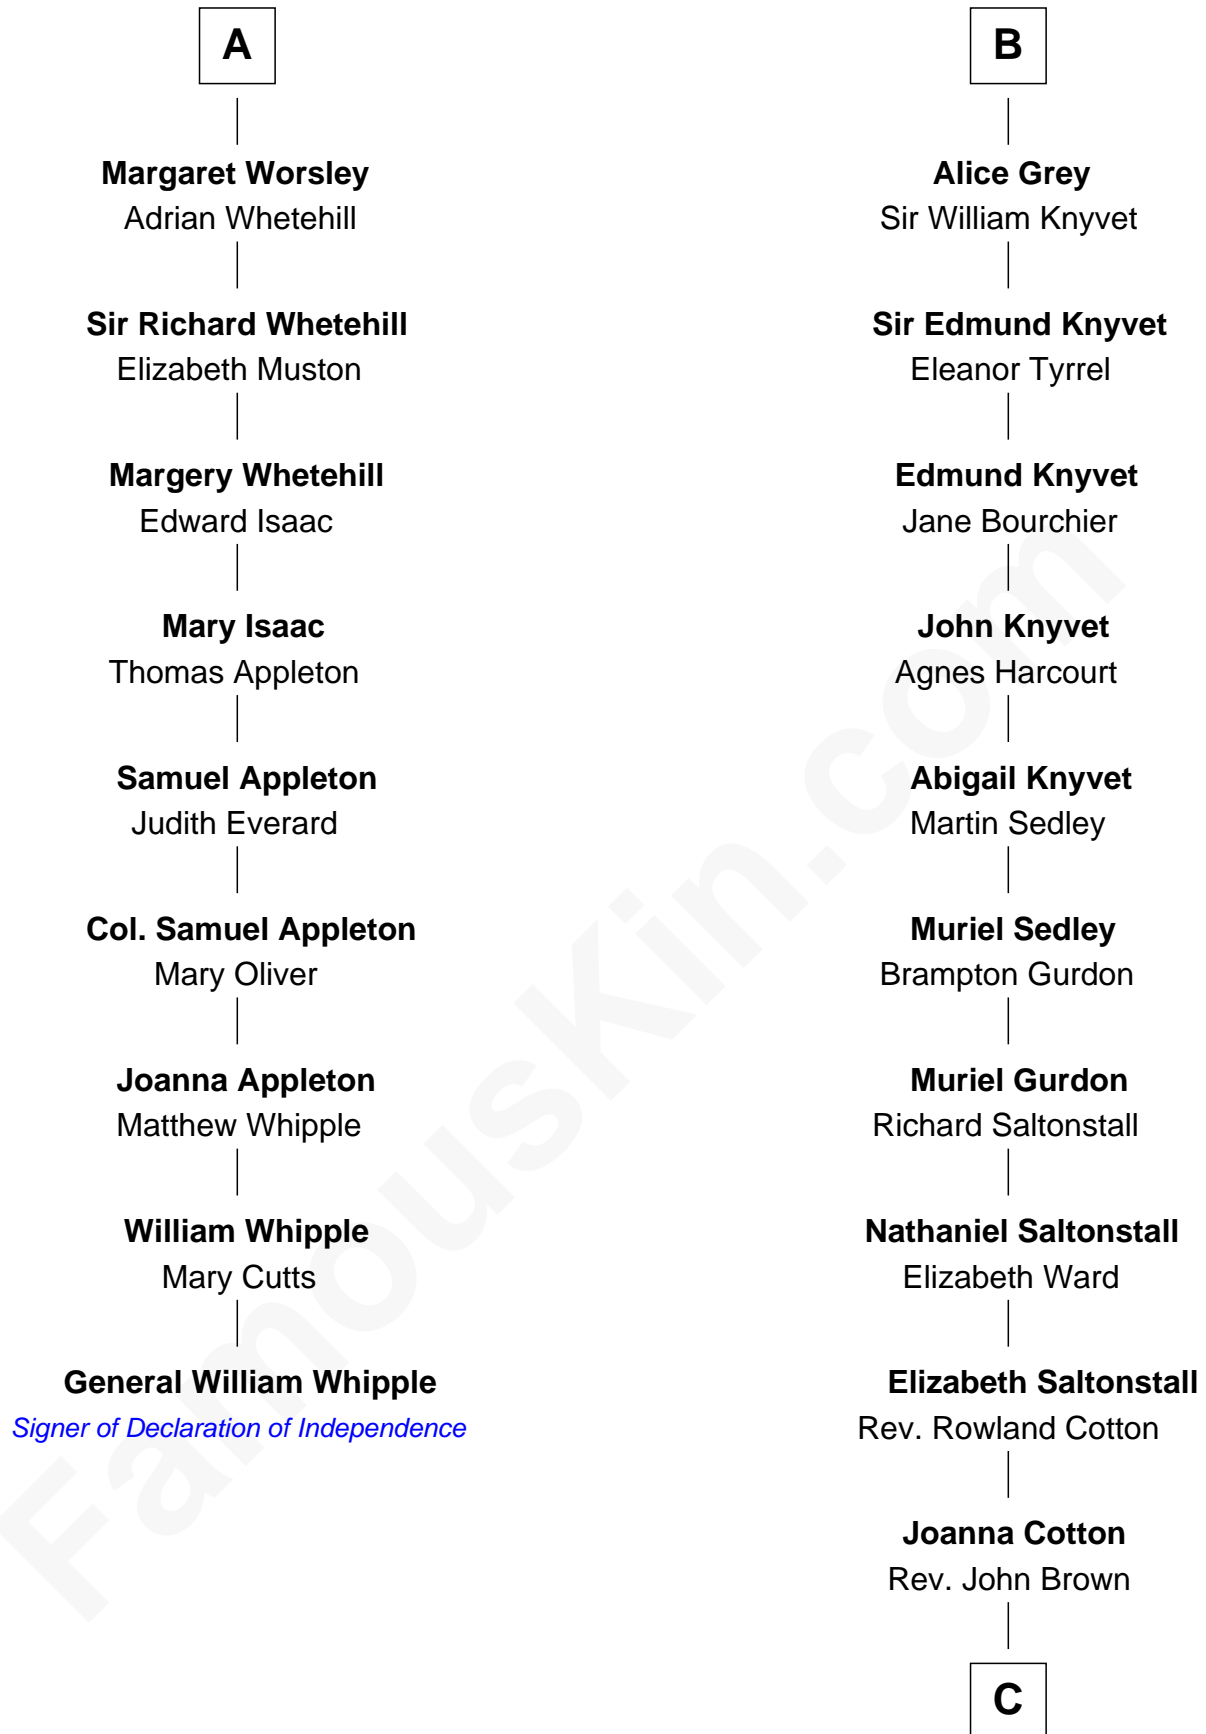 A
Margaret Worsley
Adrian Whetehill
Sir Richard Whetehill
Elizabeth Muston
Margery Whetehill
Edward Isaac
Mary Isaac
Thomas Appleton
Samuel Appleton
Judith Everard
Col. Samuel Appleton
Mary Oliver
Joanna Appleton
Matthew Whipple
William Whipple
Mary Cutts
General William Whipple
Signer of Declaration of Independence
B
Alice Grey
Sir William Knyvet
Sir Edmund Knyvet
Eleanor Tyrrel
Edmund Knyvet
Jane Bourchier
John Knyvet
Agnes Harcourt
Abigail Knyvet
Martin Sedley
Muriel Sedley
Brampton Gurdon
Muriel Gurdon
Richard Saltonstall
Nathaniel Saltonstall
Elizabeth Ward
Elizabeth Saltonstall
Rev. Rowland Cotton
Joanna Cotton
Rev. John Brown
C
FamousKin.com